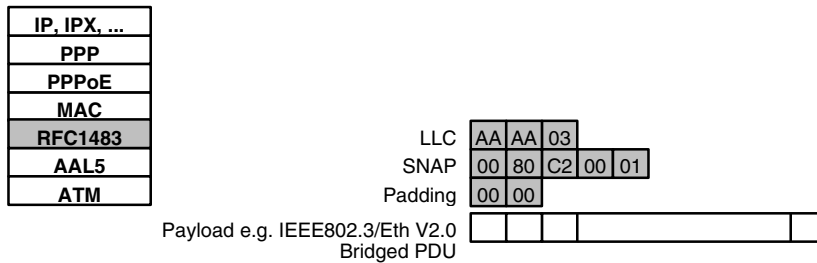 IP, IPX, ...
PPP
PPPoE
MAC
RFC1483
AAL5
ATM
LLC AA AA 03
SNAP 00 80 C2 00 01
Padding 00 00
Payload e.g. IEEE802.3/Eth V2.0
Bridged PDU